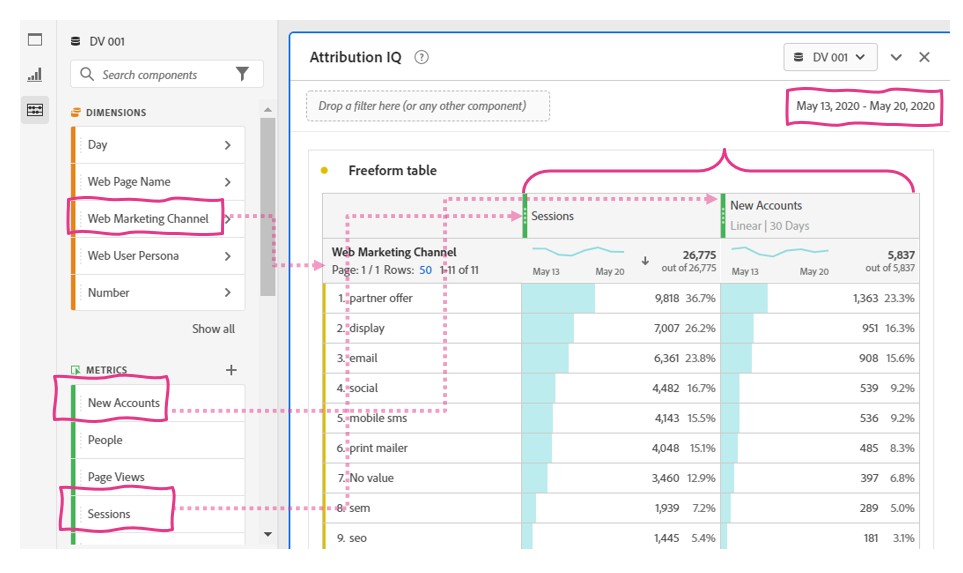 DV 001
Search components
DIMENSIONS
Day
Web Page Name
Web Marketing Channel
Web User Persona
Number
Show all
METRICS
New Accounts
People
Page Views
Sessions
Attribution IQ
DV 001
Drop a filter here (or any other component)
May 13, 2020 - May 20, 2020
Freeform table
Sessions
New Accounts
Linear | 30 Days
Web Marketing Channel
Page: 1 / 1 Rows: 50 1-11 of 11
May 13 May 20
26,775
out of 26,775
May 13 May 20
5,837
out of 5,837
1. partner offer 9,818 36.7% 1,363 23.3%
2. display 7,007 26.2% 951 16.3%
3. email 6,361 23.8% 908 15.6%
4. social 4,482 16.7% 539 9.2%
5. mobile sms 4,143 15.5% 536 9.2%
6. print mailer 4,048 15.1% 485 8.3%
7. No value 3,460 12.9% 397 6.8%
8. sem 1,939 7.2% 289 5.0%
9. seo 1,445 5.4% 181 3.1%